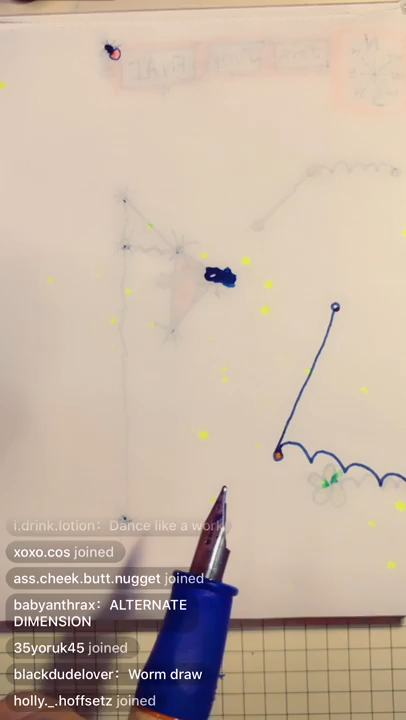 i.drink.lotion: Dance like a work
xoxo.cos joined
ass.cheek.butt.nugget joined
babyanthrax: ALTERNATE
DIMENSION
35yoruk45 joined
blackdudelover: Worm draw
holly._.hoffsetz joined